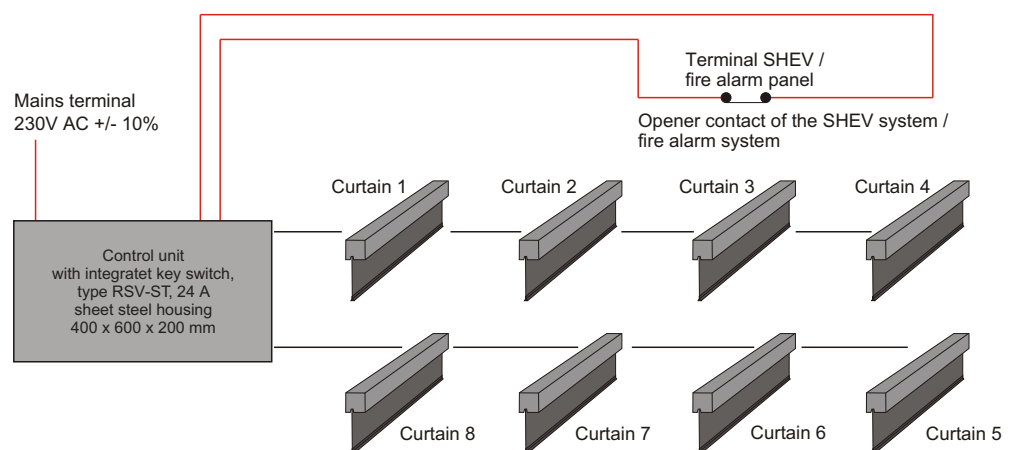 Terminal SHEV /
fire alarm panel
Mains terminal
230V AC +/- 10%
Opener contact of the SHEV system /
fire alarm system
Curtain 1
Curtain 2
Curtain 3
Curtain 4
Control unit
with integratet key switch,
type RSV-ST, 24 A
sheet steel housing
400 x 600 x 200 mm
Curtain 8
Curtain 7
Curtain 6
Curtain 5